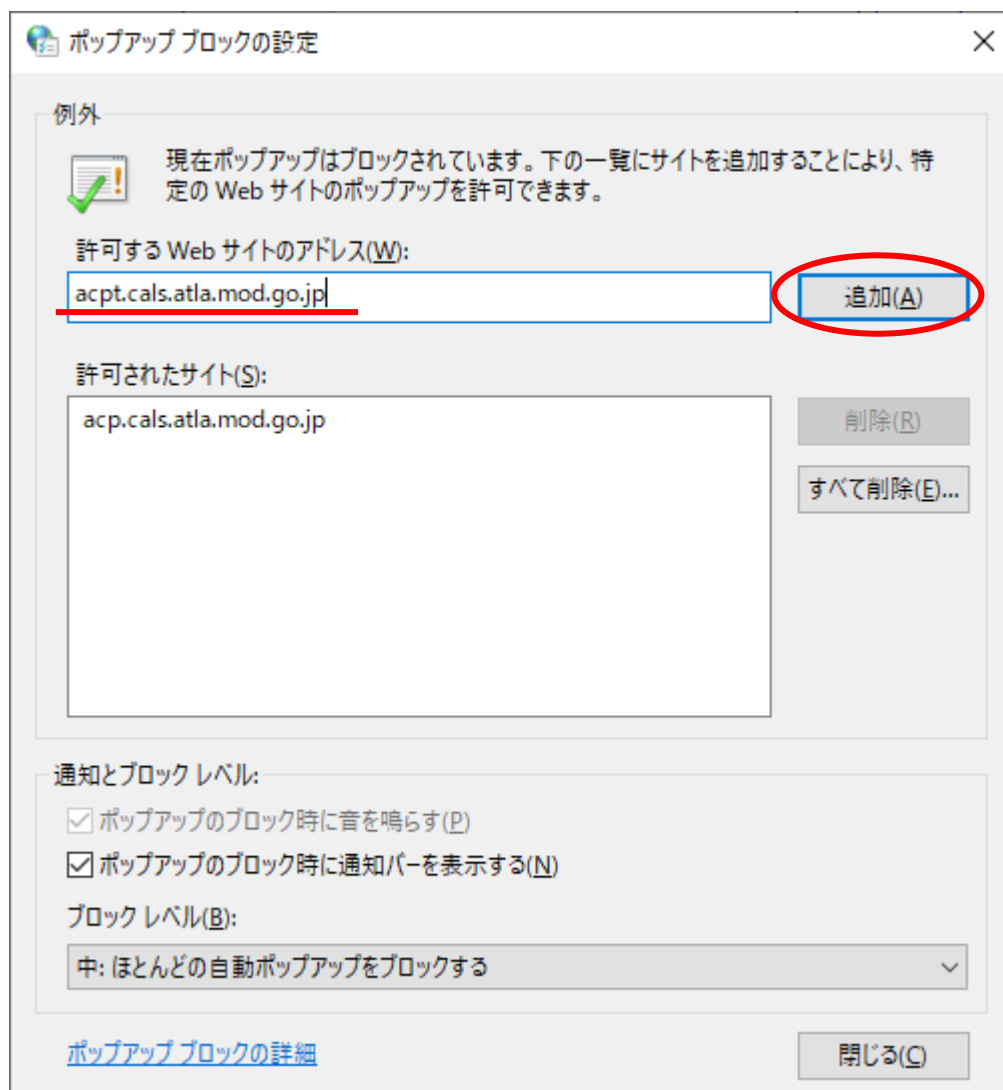 ポップアップ ブロックの設定
例外
現在ポップアップはブロックされています。下の一覧にサイトを追加することにより、特
定の Web サイトのポップアップを許可できます。
許可する Web サイトのアドレス(W):
acpt.cals.atla.mod.go.jp
追加(A)
許可されたサイト(S):
acp.cals.atla.mod.go.jp
削除(R)
すべて削除(E)...
通知とブロック レベル:
ポップアップのブロック時に音を鳴らす(P)
ポップアップのブロック時に通知バーを表示する(N)
ブロック レベル(B):
中: ほとんどの自動ポップアップをブロックする
ポップアップ ブロックの詳細
閉じる(C)